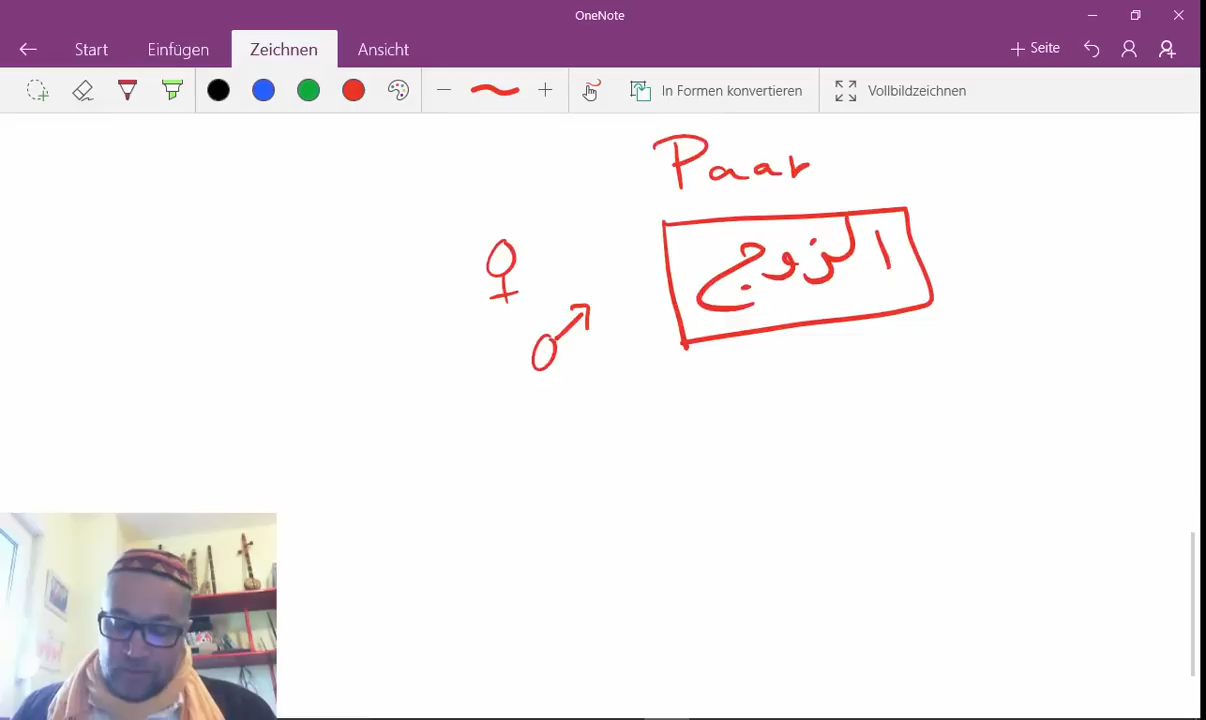 OneNote
Start Einfügen Zeichnen Ansicht Seite
In Formen konvertieren Vollbildzeichnen
Paar
الزوج